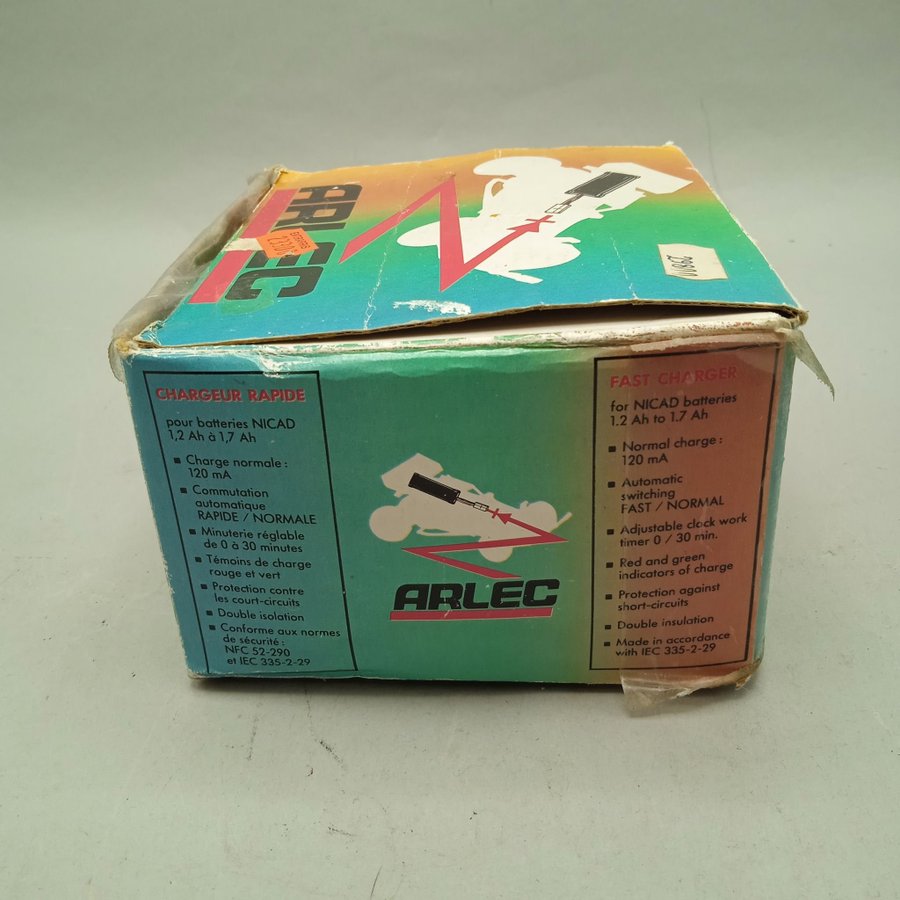 ARLEC
CHARGEUR RAPIDE
pour batteries NICAD
1,2 Ah à 1,7 Ah
Charge normale :
120 mA
Commutation
automatique
RAPIDE / NORMALE
Minuterie réglable
de 0 à 30 minutes
Témoins de charge
rouge et vert
Protection contre
les court-circuits
Double isolation
Conforme aux normes
de sécurité :
NFC 52-290
et IEC 335-2-29
ARLEC
FAST CHARGER
for NICAD batteries
1.2 Ah to 1.7 Ah
Normal charge :
120 mA
Automatic
switching
FAST / NORMAL
Adjustable clock work
timer 0 / 30 min.
Red and green
indicators of charge
Protection against
short-circuits
Double insulation
Made in accordance
with IEC 335-2-29